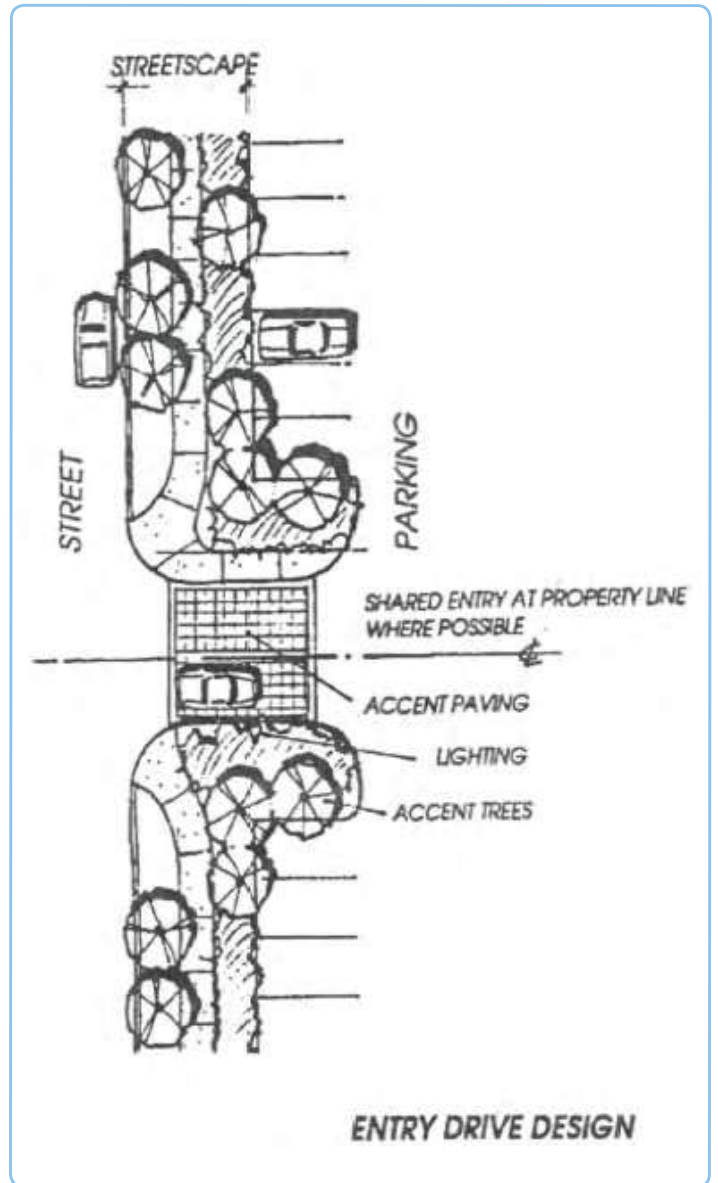 STREETSCAPE
STREET
PARKING
SHARED ENTRY AT PROPERTY LINE
WHERE POSSIBLE
℄
ACCENT PAVING
LIGHTING
ACCENT TREES
ENTRY DRIVE DESIGN